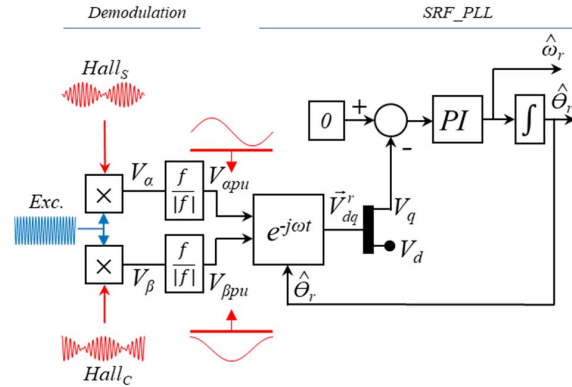 Demodulation
SRF_PLL
Hall_S
ω̂_r
Θ̂_r
0
+
-
PI
∫
Exc.
×
V_α
f
|f|
V_αpu
e^{-jωt}
V⃗^r_dq
V_q
V_d
×
V_β
f
|f|
V_βpu
Θ̂_r
Hall_C